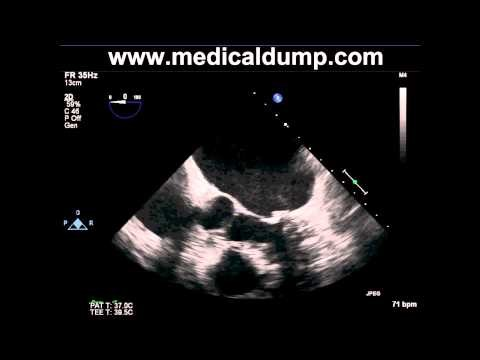 www.medicaldump.com
FR 35Hz
13cm
M4
2D
59%
C 46
P Off
Gen
0
0 180
P R
JPEG
PAT T: 37.0C
TEE T: 39.5C
71 bpm